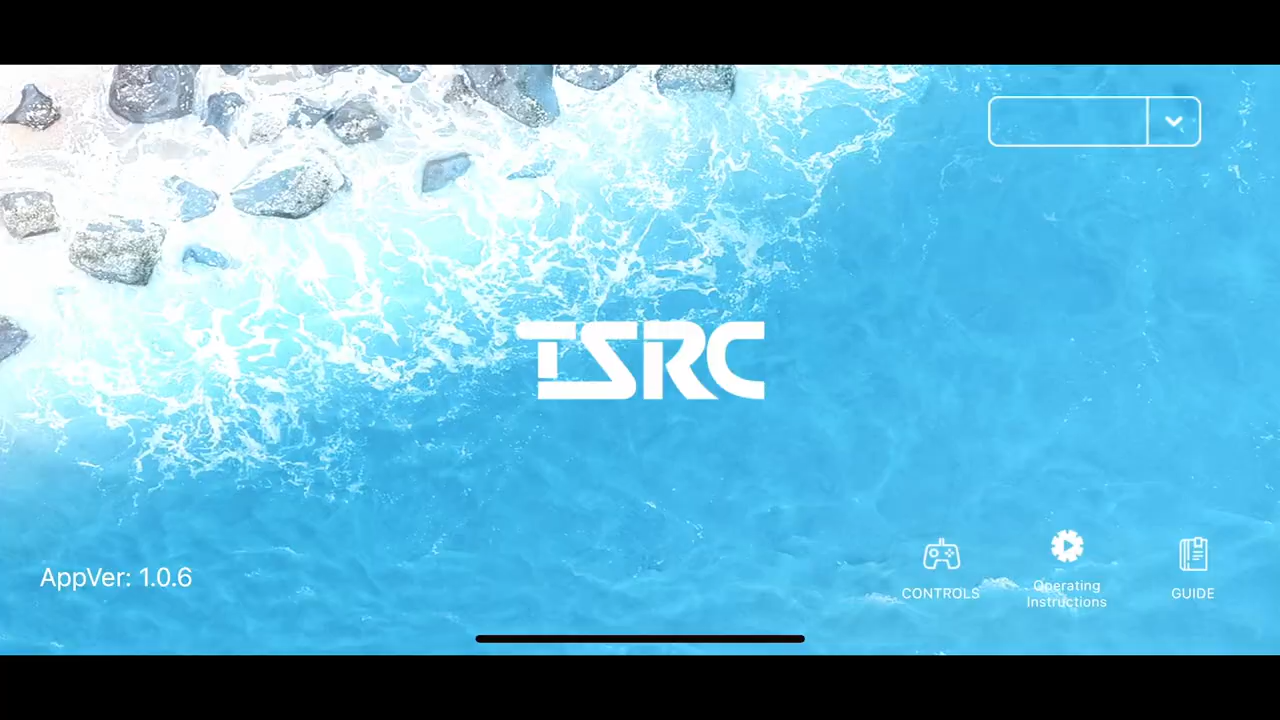 TSRC
AppVer: 1.0.6
CONTROLS
Operating
Instructions
GUIDE